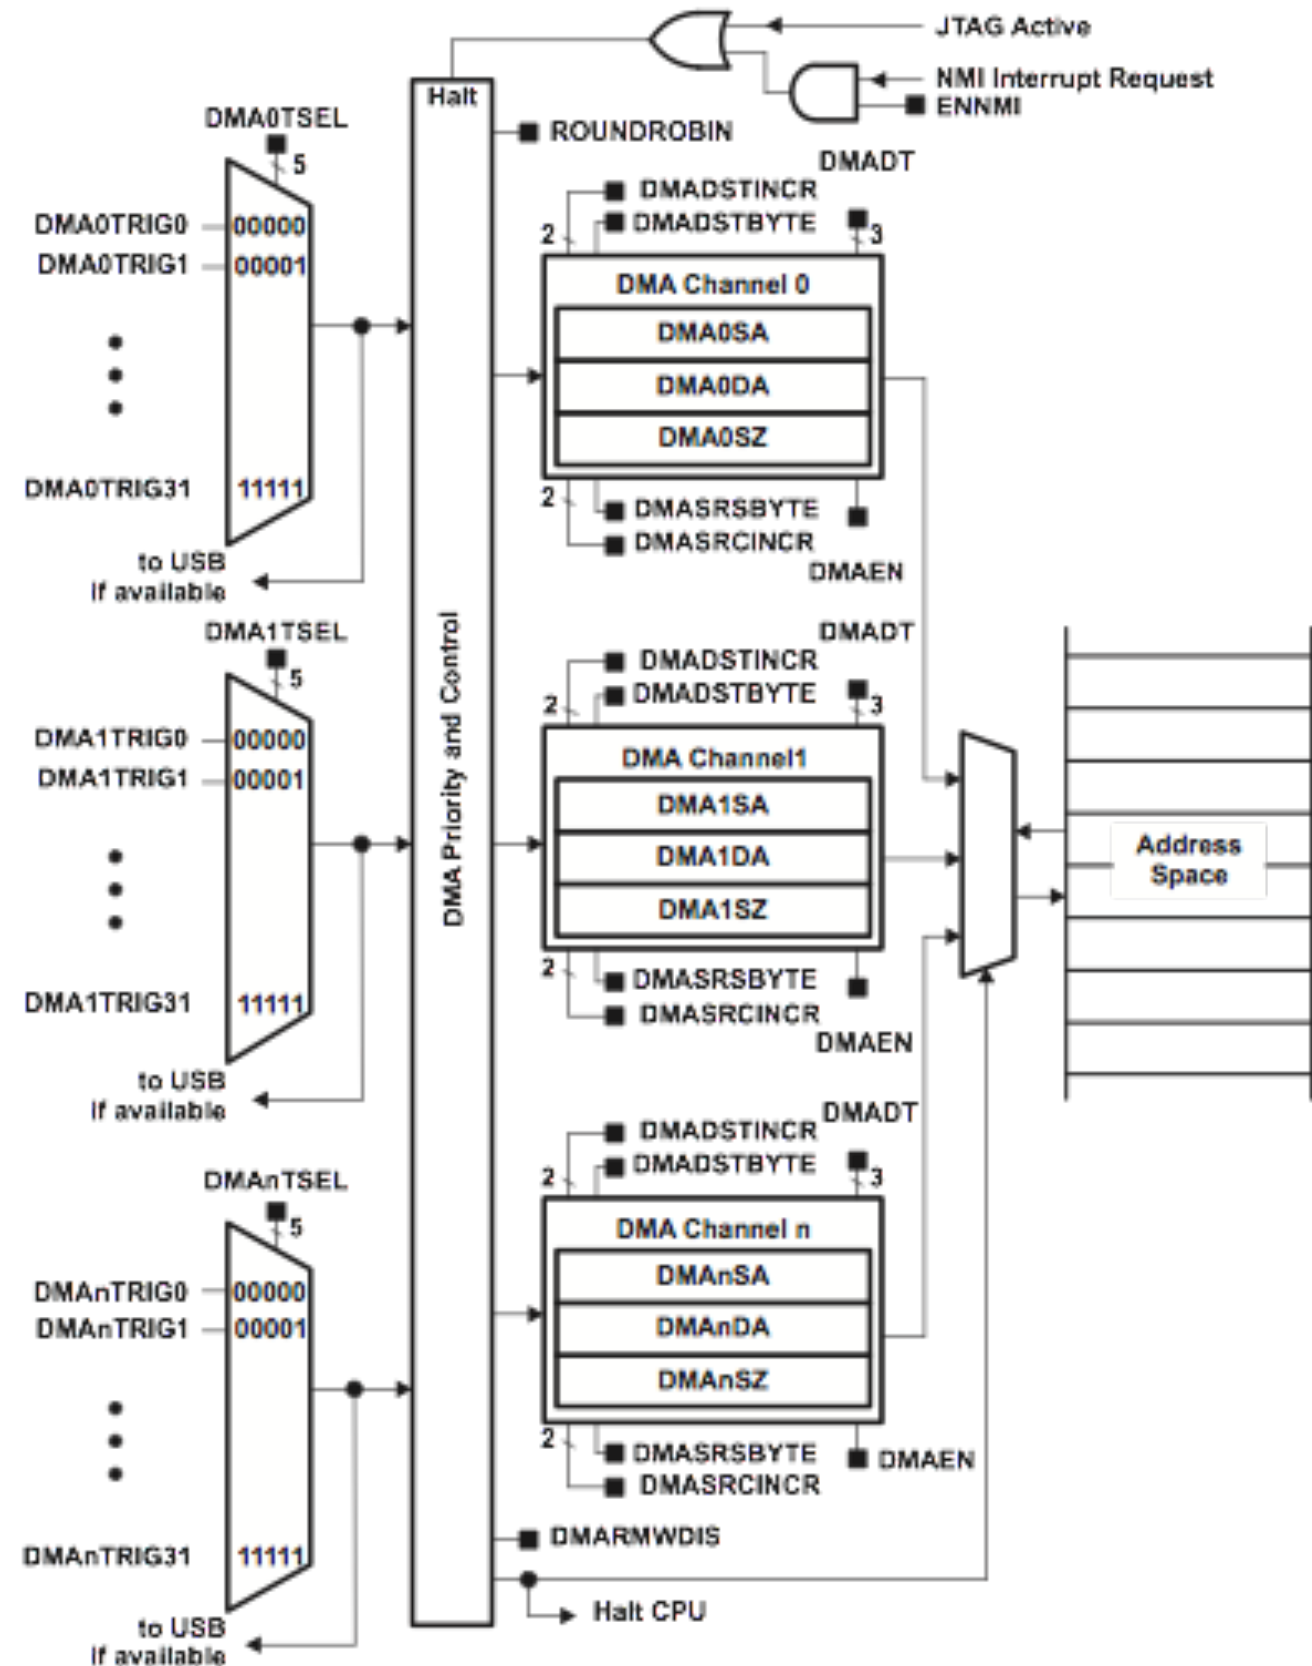 JTAG Active
NMI Interrupt Request
ENNMI
Halt
ROUNDROBIN
DMA Priority and Control
DMA0TSEL
5
DMA0TRIG0
00000
DMA0TRIG1
00001
DMA0TRIG31
11111
to USB
If available
DMADT
DMADSTINCR
DMADSTBYTE
2
3
DMA Channel 0
DMA0SA
DMA0DA
DMA0SZ
2
DMASRSBYTE
DMASRCINCR
DMAEN
DMA1TSEL
5
DMA1TRIG0
00000
DMA1TRIG1
00001
DMA1TRIG31
11111
to USB
If available
DMADT
DMADSTINCR
DMADSTBYTE
2
3
DMA Channel1
DMA1SA
DMA1DA
DMA1SZ
2
DMASRSBYTE
DMASRCINCR
DMAEN
Address
Space
DMAnTSEL
5
DMAnTRIG0
00000
DMAnTRIG1
00001
DMAnTRIG31
11111
to USB
If available
DMADT
DMADSTINCR
DMADSTBYTE
2
3
DMA Channel n
DMAnSA
DMAnDA
DMAnSZ
2
DMASRSBYTE
DMASRCINCR
DMAEN
DMARMWDIS
Halt CPU